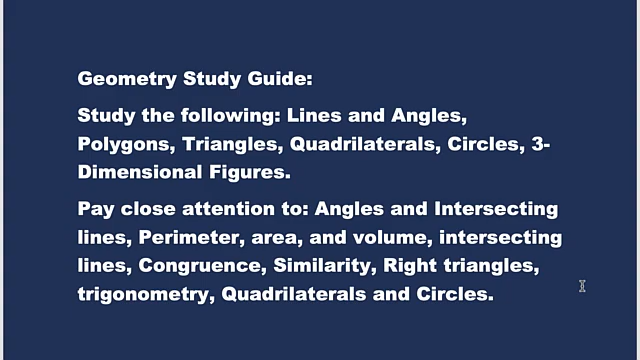 Geometry Study Guide:
Study the following: Lines and Angles,
Polygons, Triangles, Quadrilaterals, Circles, 3-
Dimensional Figures.
Pay close attention to: Angles and Intersecting
lines, Perimeter, area, and volume, intersecting
lines, Congruence, Similarity, Right triangles,
trigonometry, Quadrilaterals and Circles.